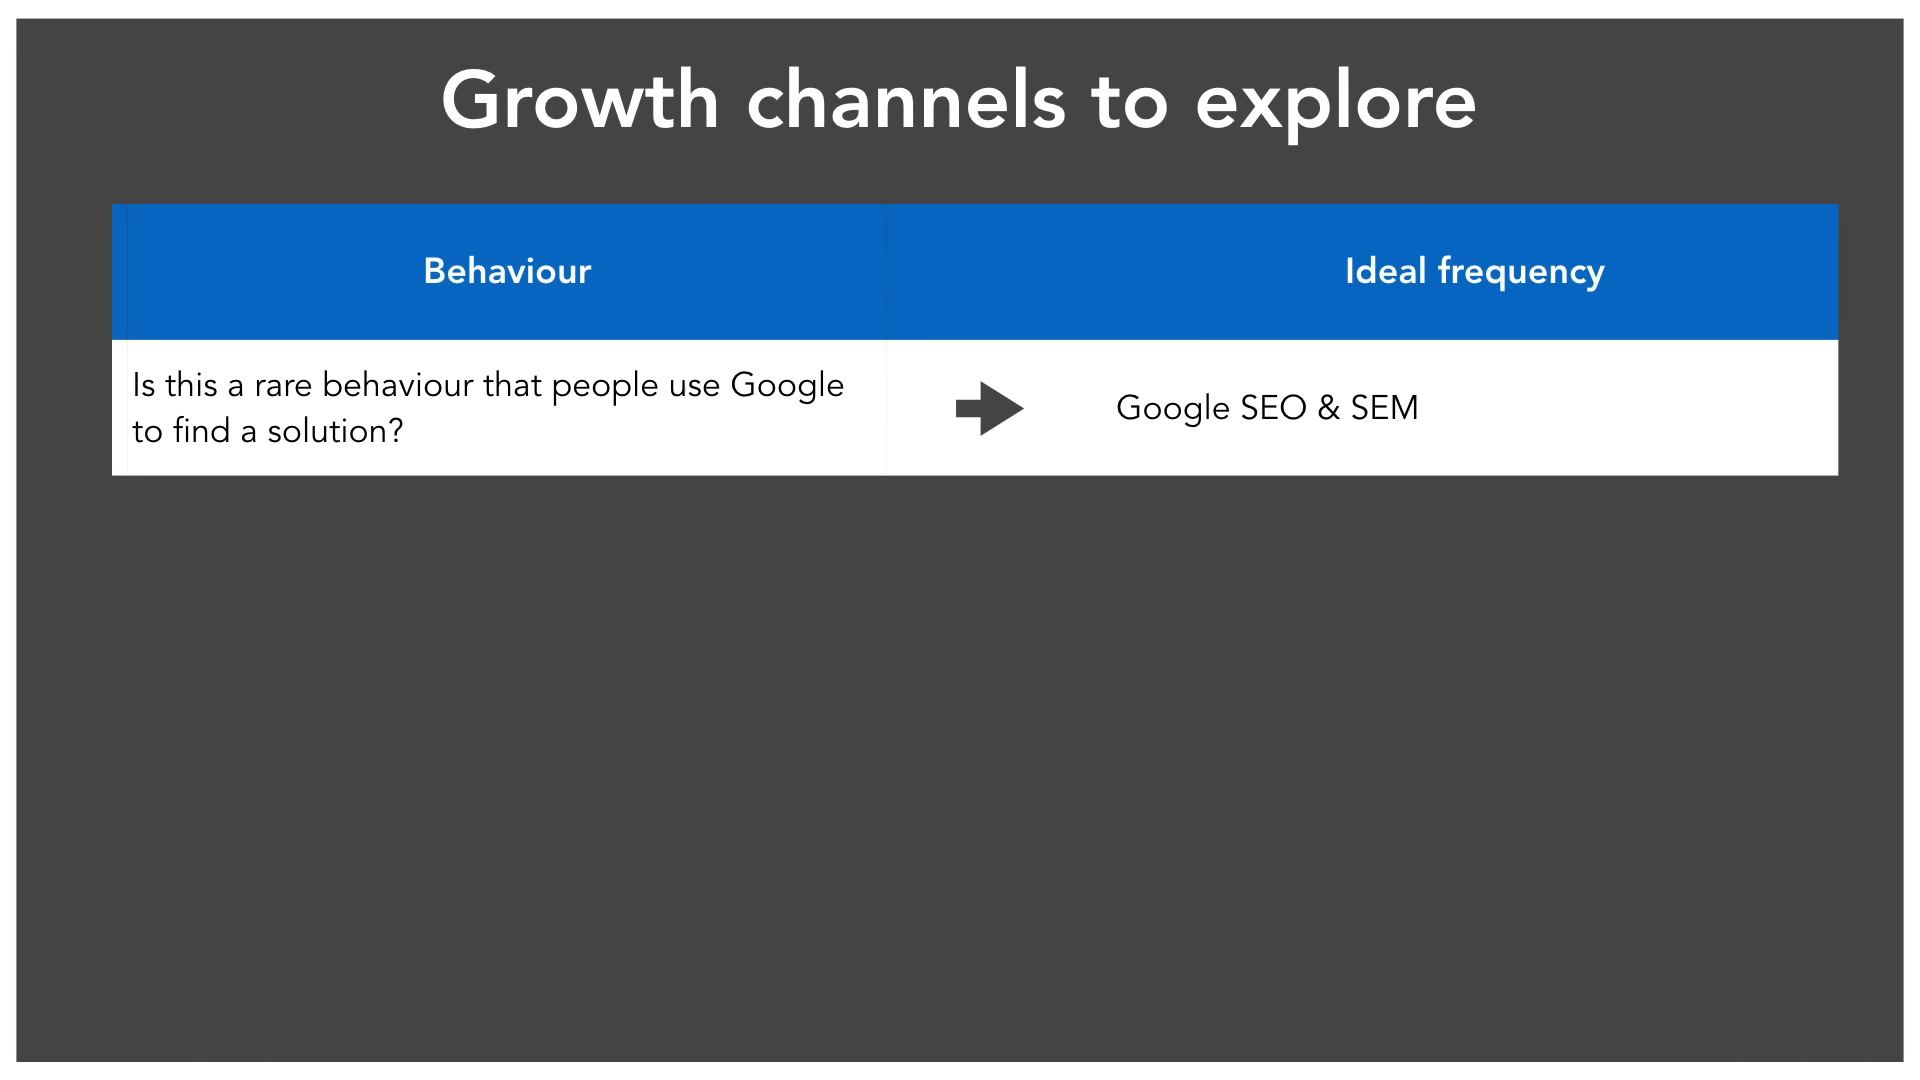 Growth channels to explore
Behaviour
Ideal frequency
Is this a rare behaviour that people use Google
to find a solution?
Google SEO & SEM